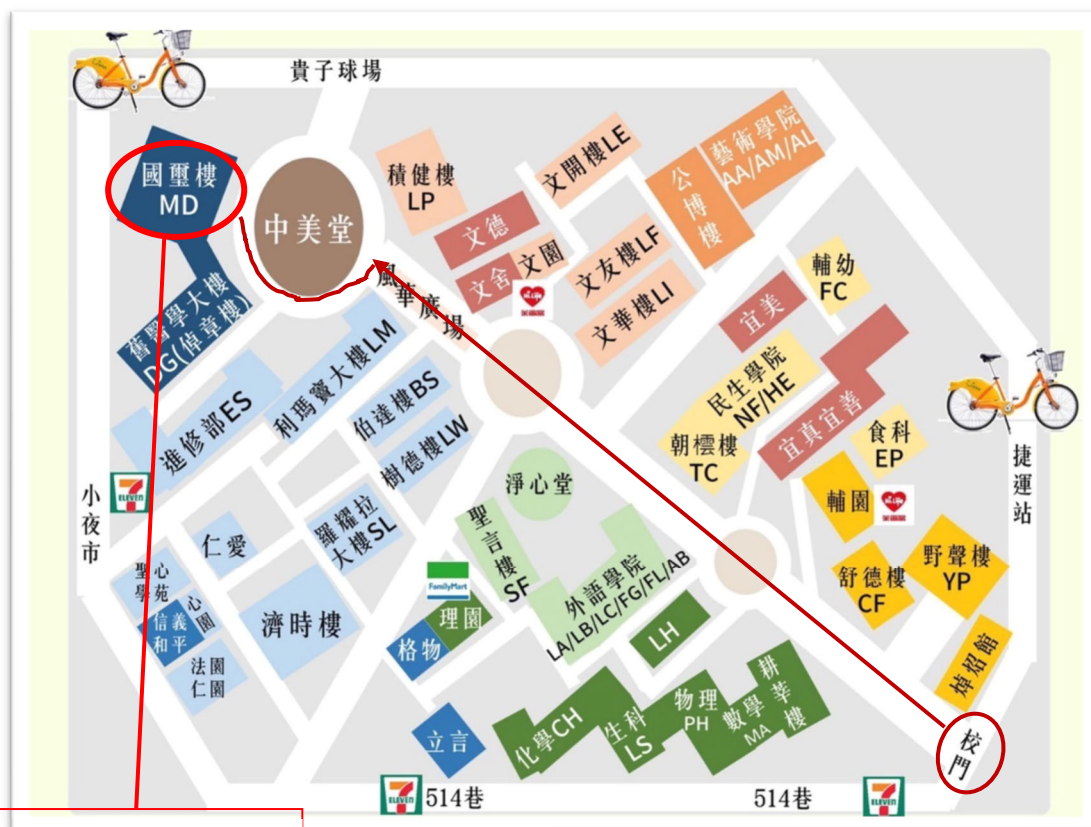 貴子球場
國璽樓
MD
中美堂
積健樓
LP
文開樓LE
藝術學院
AA/AM/AL
公博樓
文德
文舍
文園
文友樓LF
文華樓LI
風華廣場
輔幼
FC
宜美
民生學院
NF/HE
宜真宜善
朝橒樓
TC
食科
EP
輔園
捷運站
舊醫學大樓
DG(倬章樓)
利瑪竇大樓LM
進修部ES
伯達樓BS
樹德樓LW
淨心堂
小夜市
7
ELEVEN
羅耀拉
大樓SL
聖言樓
SF
外語學院
LA/LB/LC/FG/FL/AB
仁愛
聖心
學苑
心園
信義
和平
法園
仁園
濟時樓
FamilyMart
理園
格物
LH
野聲樓
YP
舒德樓
CF
焯炤館
校門
立言
化學CH
生科
LS
物理
PH
數學
MA
耕莘樓
7
ELEVEN
514巷
514巷
7
ELEVEN